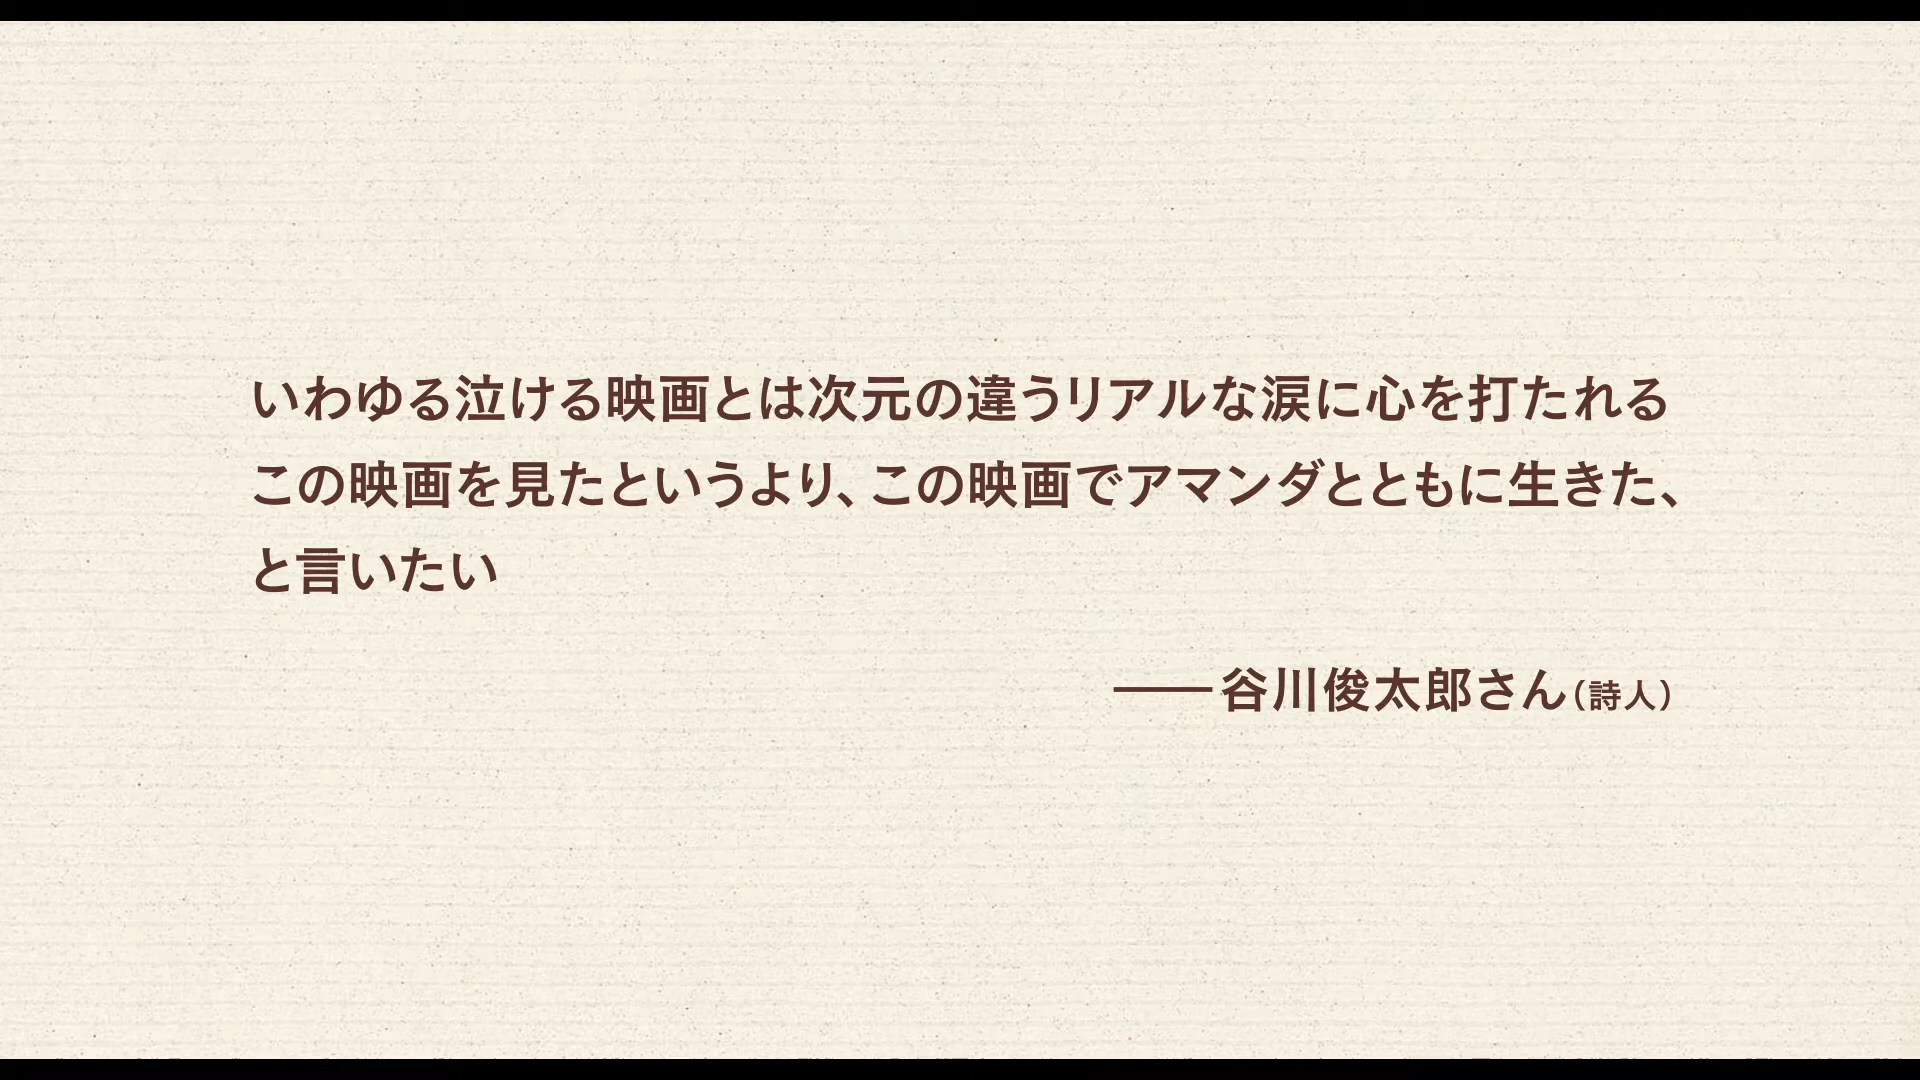 いわゆる泣ける映画とは次元の違うリアルな涙に心を打たれる
この映画を見たというより、この映画でアマンダとともに生きた、
と言いたい
――谷川俊太郎さん（詩人）